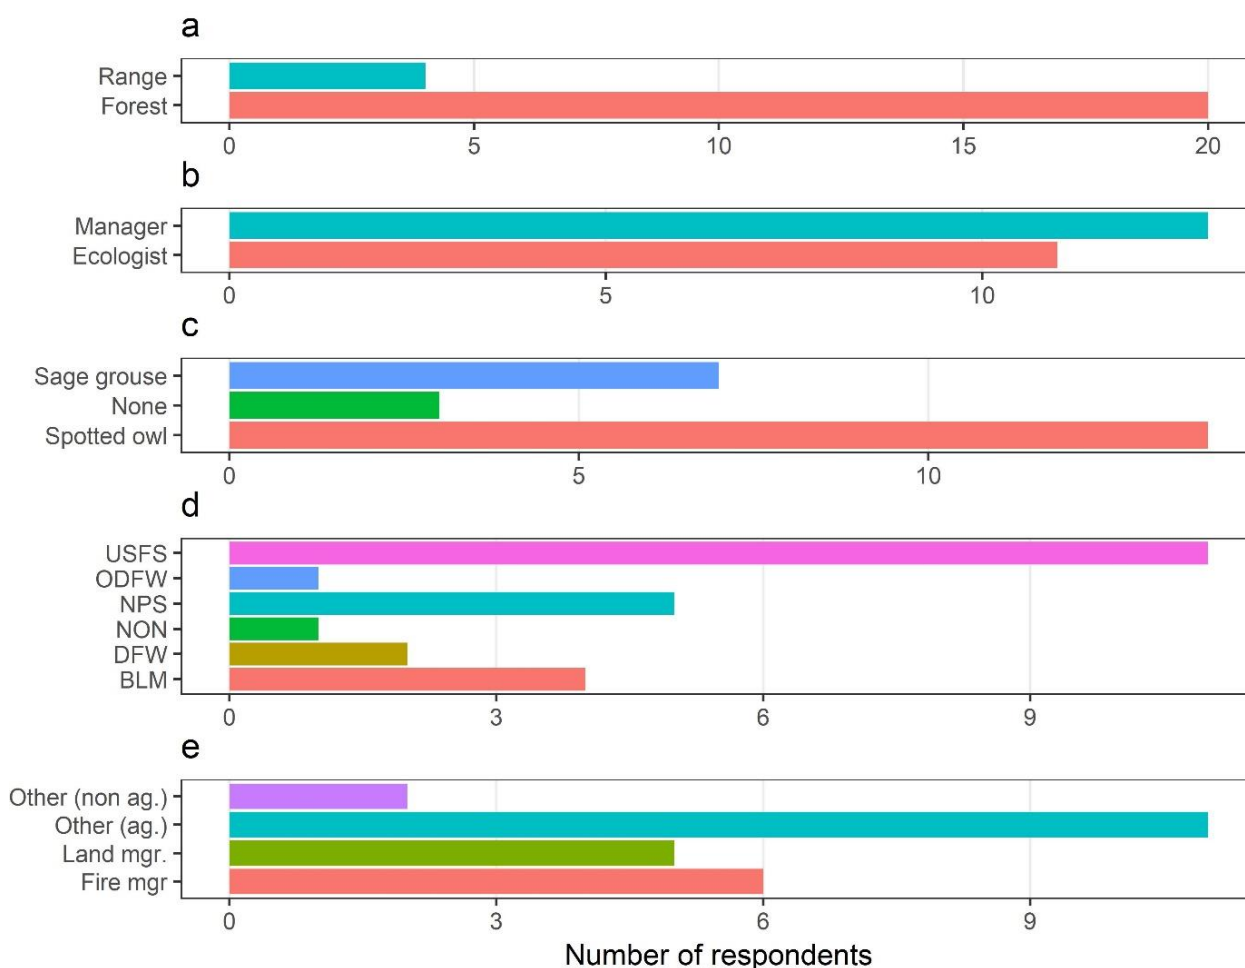 a
Range
Forest
0 5 10 15 20
b
Manager
Ecologist
0 5 10
c
Sage grouse
None
Spotted owl
0 5 10
d
USFS
ODFW
NPS
NON
DFW
BLM
0 3 6 9
e
Other (non ag.)
Other (ag.)
Land mgr.
Fire mgr
0 3 6 9
Number of respondents